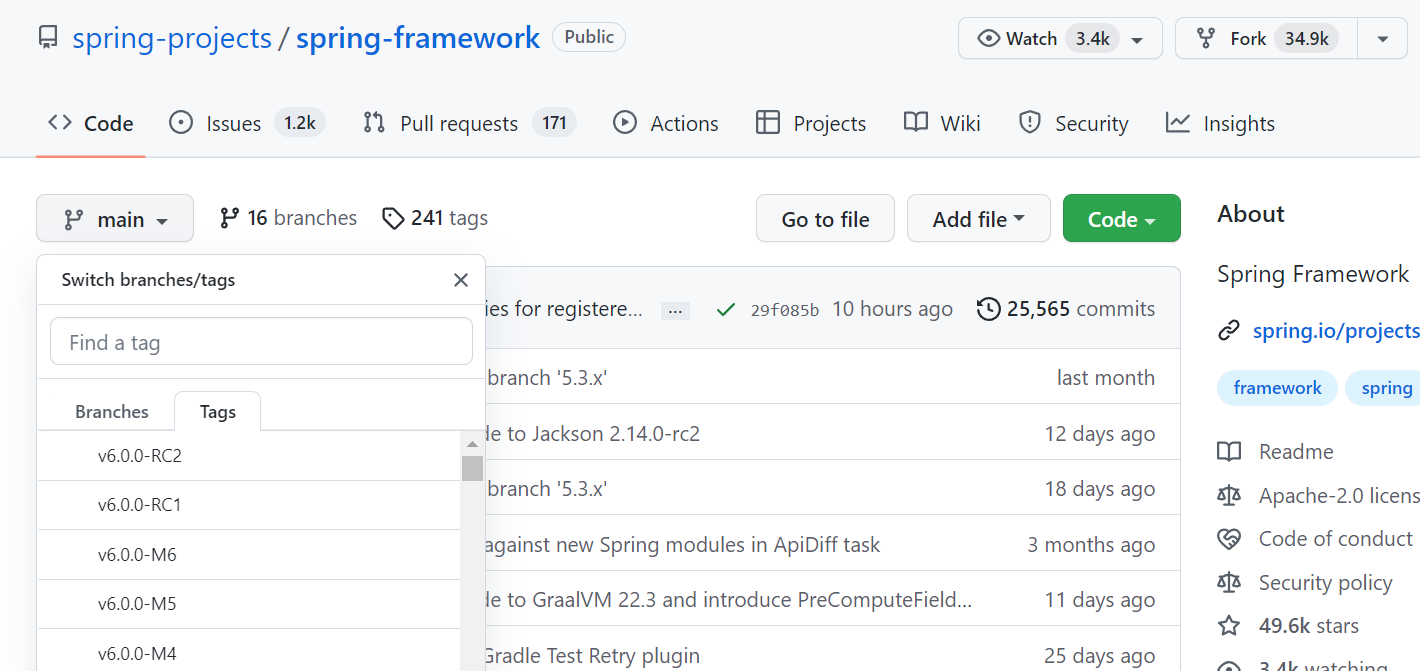 spring-projects / spring-framework Public Watch 3.4k Fork 34.9k
Code Issues 1.2k Pull requests 171 Actions Projects Wiki Security Insights
main 16 branches 241 tags Go to file Add file Code About
Switch branches/tags
Spring Framework
for registere... ... 29f085b 10 hours ago 25,565 commits
Find a tag
spring.io/projects
branch '5.3.x' last month
framework spring
Branches Tags
to Jackson 2.14.0-rc2 12 days ago
v6.0.0-RC2
Readme
branch '5.3.x' 18 days ago
v6.0.0-RC1
Apache-2.0
Code of conduct
against new Spring modules in ApiDiff task 3 months ago
v6.0.0-M6
Security policy
v6.0.0-M5
to GraalVM 22.3 and introduce PreComputeField... 11 days ago
49.6k stars
v6.0.0-M4
Gradle Test Retry plugin 25 days ago
3.4k watching